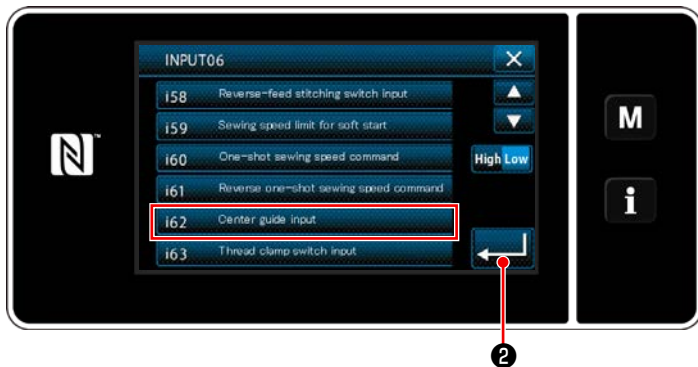 INPUT06
i58 Reverse-feed stitching switch input
i59 Sewing speed limit for soft start
i60 One-shot sewing speed command
High Low
i61 Reverse one-shot sewing speed command
i62 Center guide input
i63 Thread clamp switch input
M
i
N
™
❷